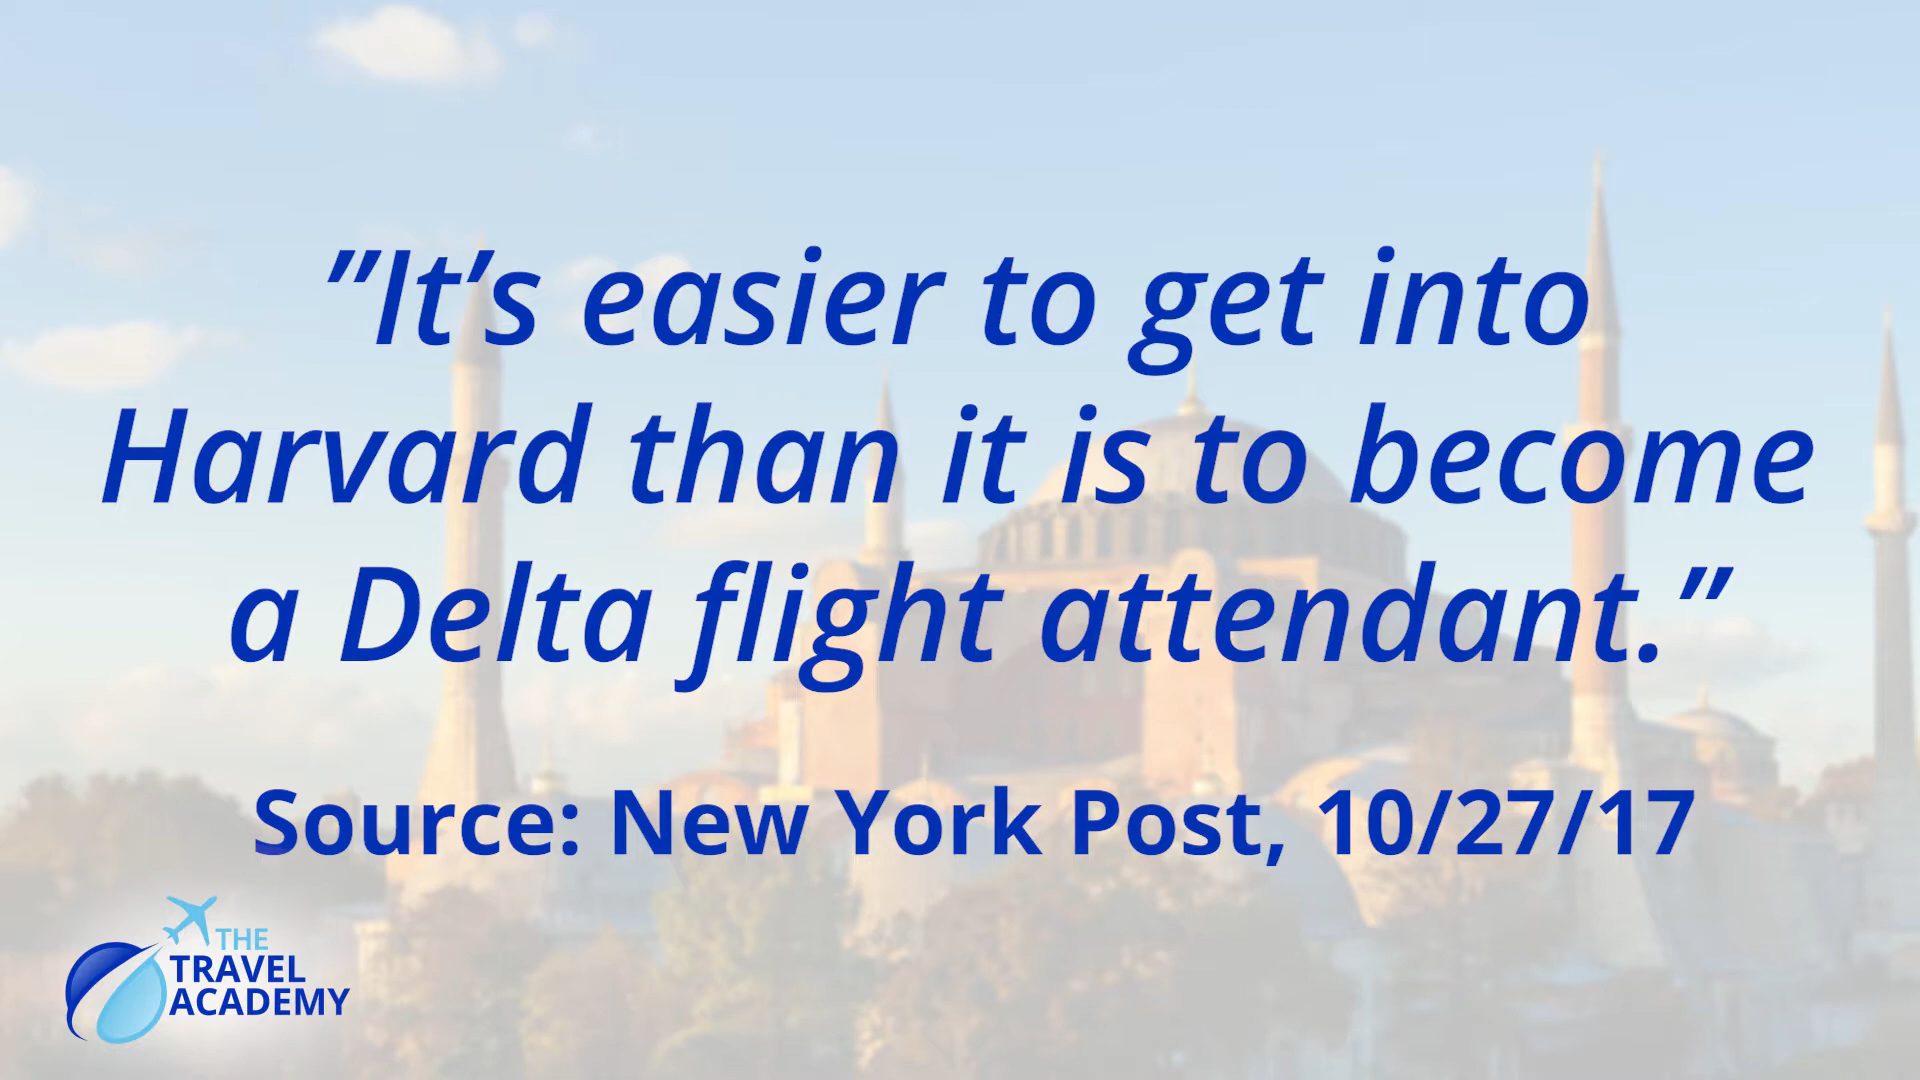 ”It’s easier to get into
Harvard than it is to become
a Delta flight attendant.”
Source: New York Post, 10/27/17
THE
TRAVEL
ACADEMY